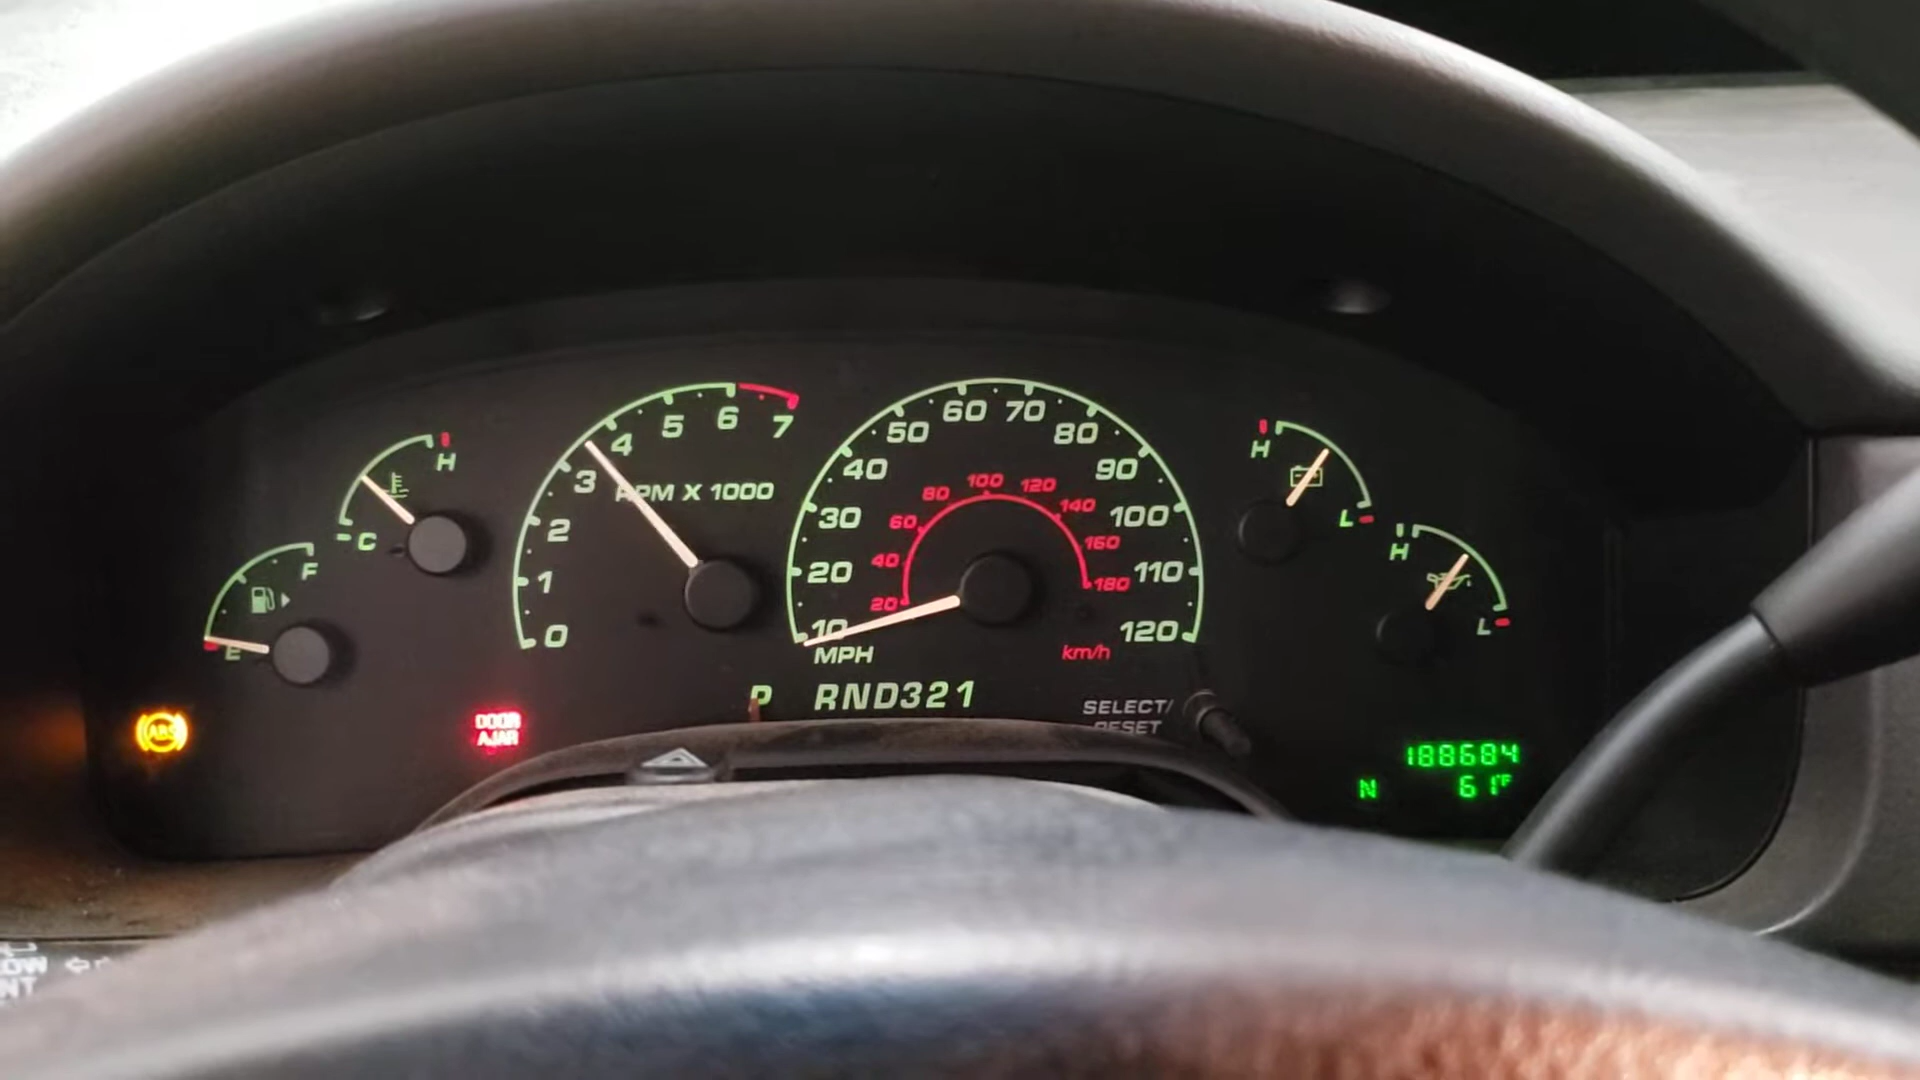 H
C
F
E
0
1
2
3
4
5
6
7
RPM X 1000
10
20
30
40
50
60
70
80
90
100
110
120
MPH
20
40
60
80
100
120
140
160
180
km/h
H
L
H
L
ABS
DOOR
AJAR
P RND321
SELECT/
RESET
188684
N 61°F